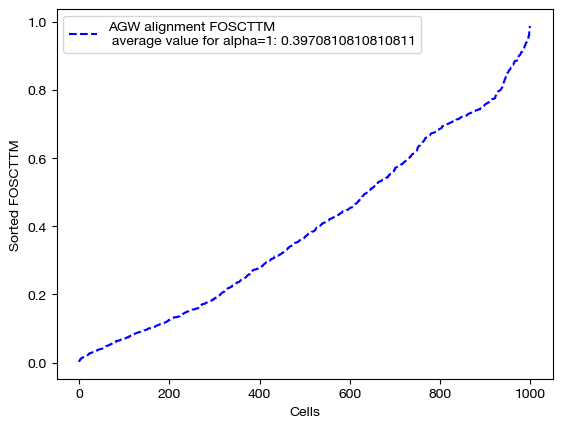 AGW alignment FOSCTTM
average value for alpha=1: 0.3970810810810811
1.0
0.8
0.6
0.4
0.2
0.0
Sorted FOSCTTM
0 200 400 600 800 1000
Cells